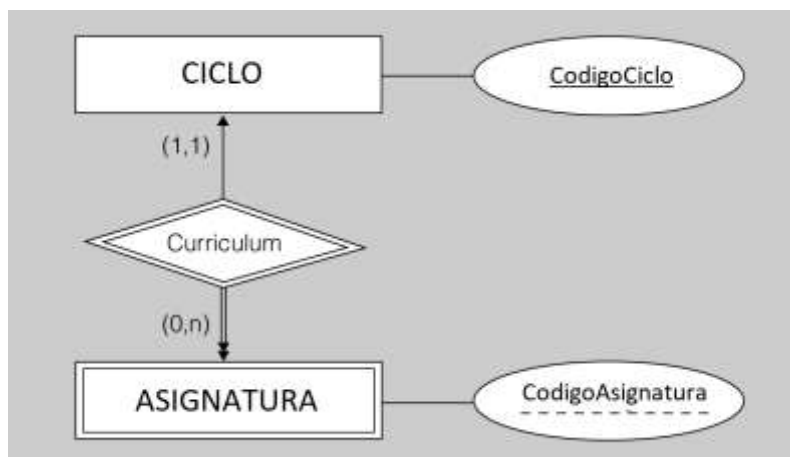 CICLO
CodigoCiclo
(1,1)
Curriculum
(0,n)
ASIGNATURA
CodigoAsignatura